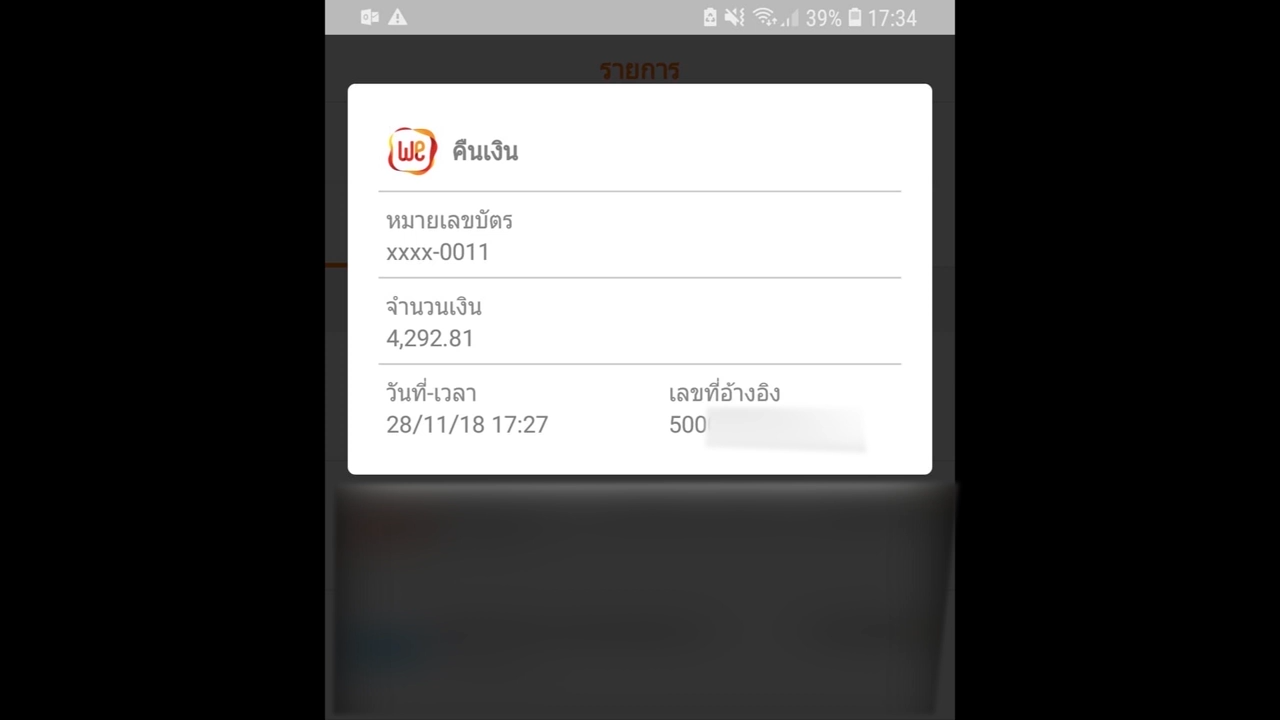 39% 17:34
รายการ
we คืนเงิน
หมายเลขบัตร
xxxx-0011
จำนวนเงิน
4,292.81
วันที่-เวลา
28/11/18 17:27
เลขที่อ้างอิง
500